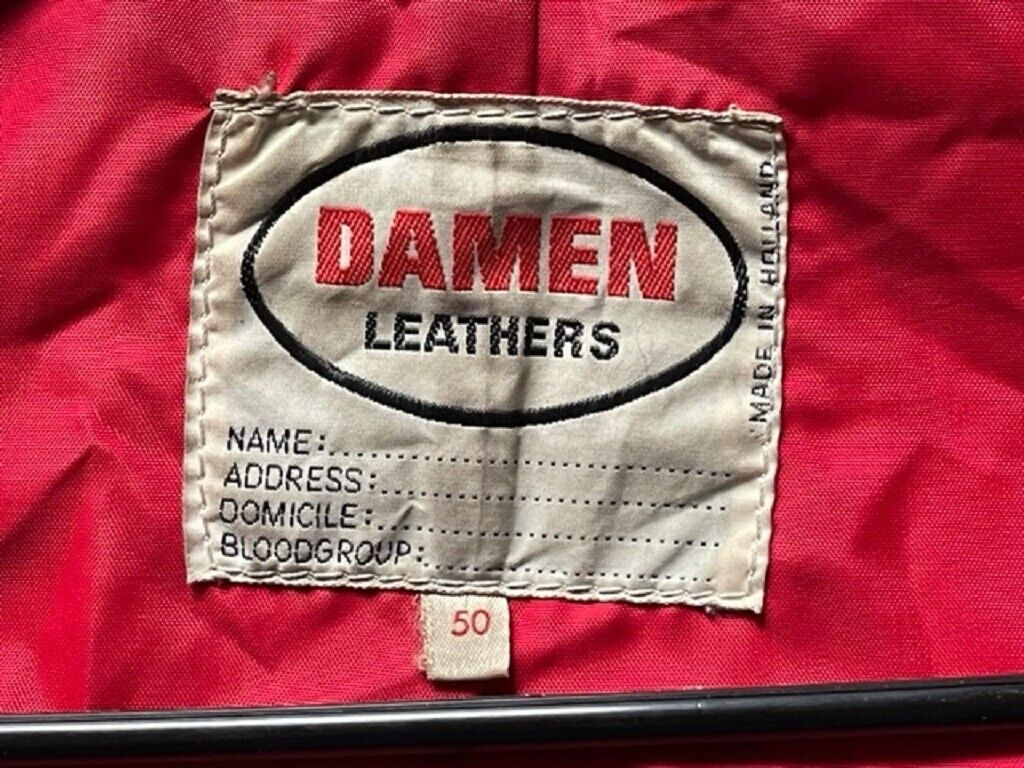 DAMEN
LEATHERS
MADE IN HOLLAND
NAME:
ADDRESS:
DOMICILE:
BLOODGROUP:
50